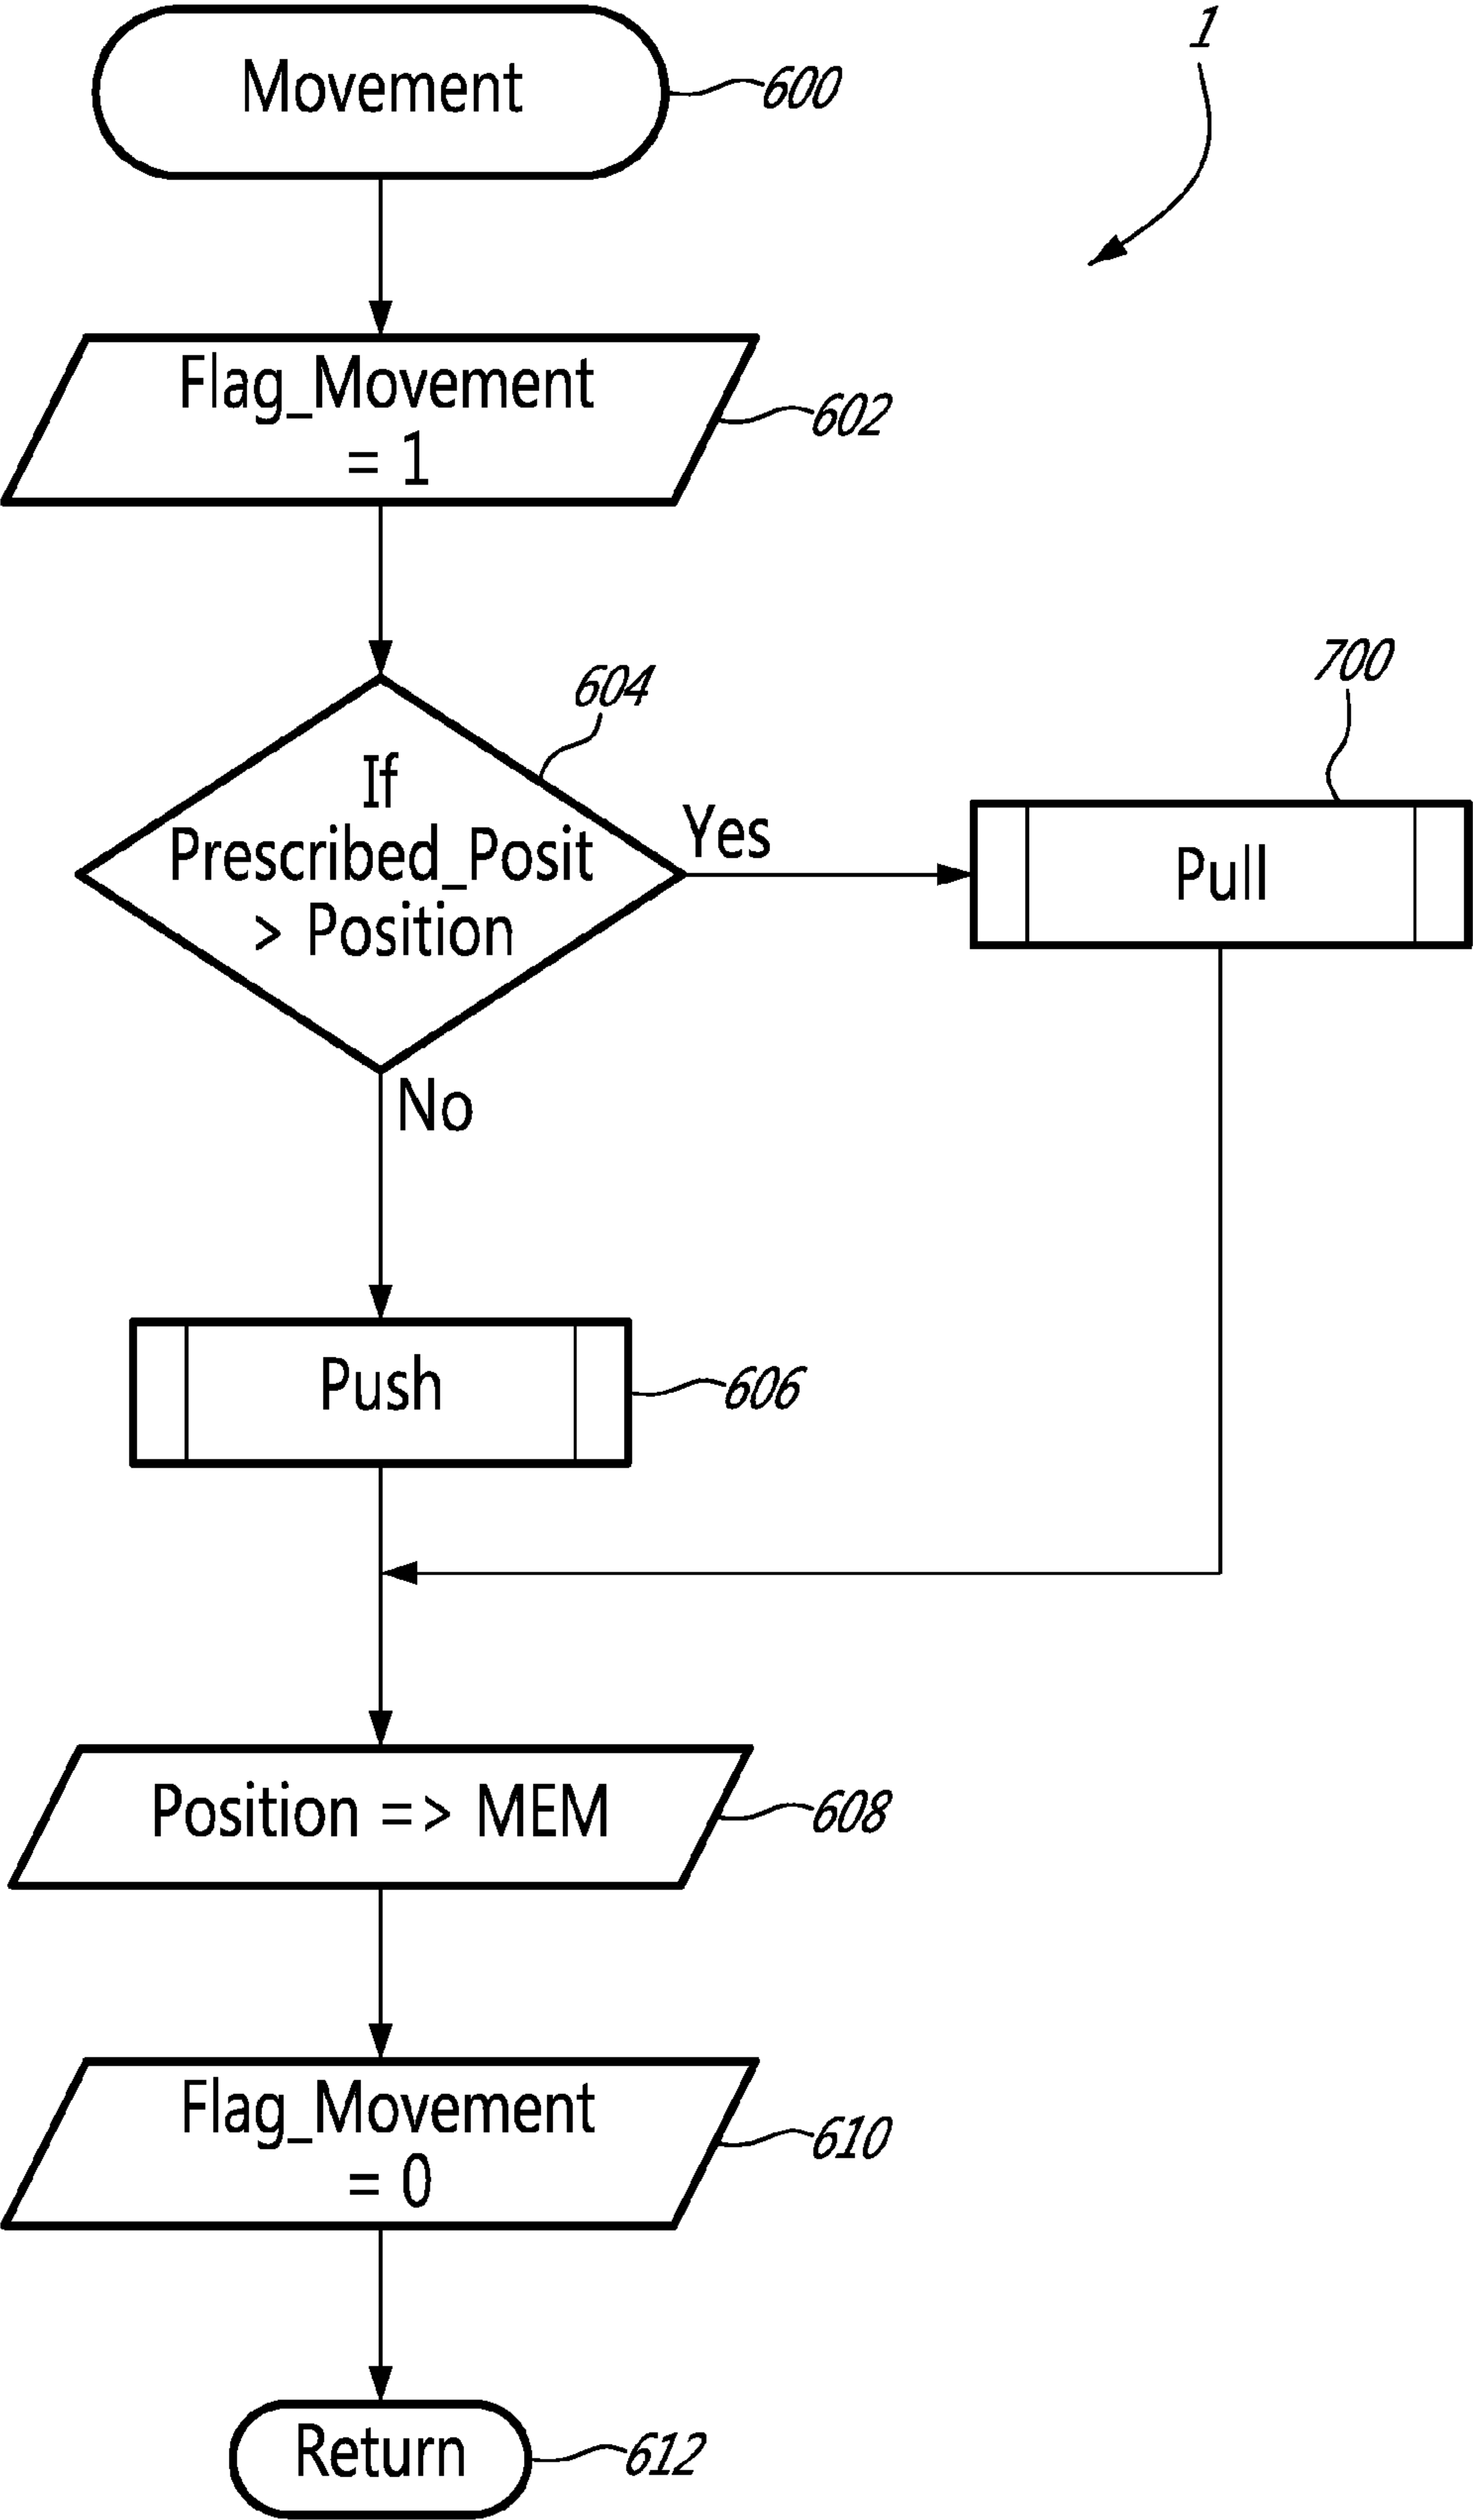 1
Movement
600
Flag_Movement
= 1
602
604
If
Prescribed_Posit
> Position
Yes
700
Pull
No
Push
606
Position => MEM
608
Flag_Movement
= 0
610
Return
612